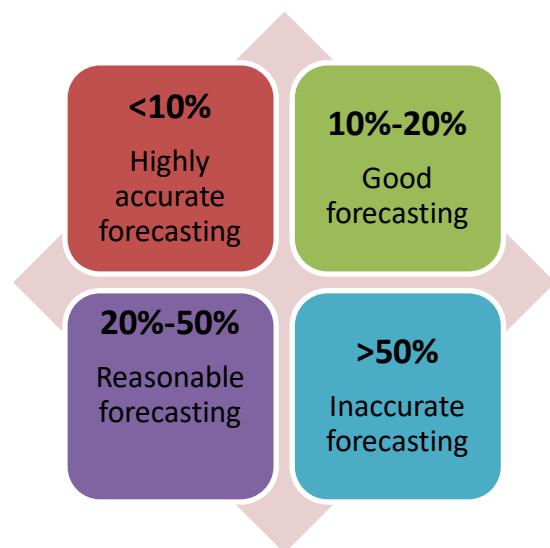 <10%
Highly
accurate
forecasting
10%-20%
Good
forecasting
20%-50%
Reasonable
forecasting
>50%
Inaccurate
forecasting